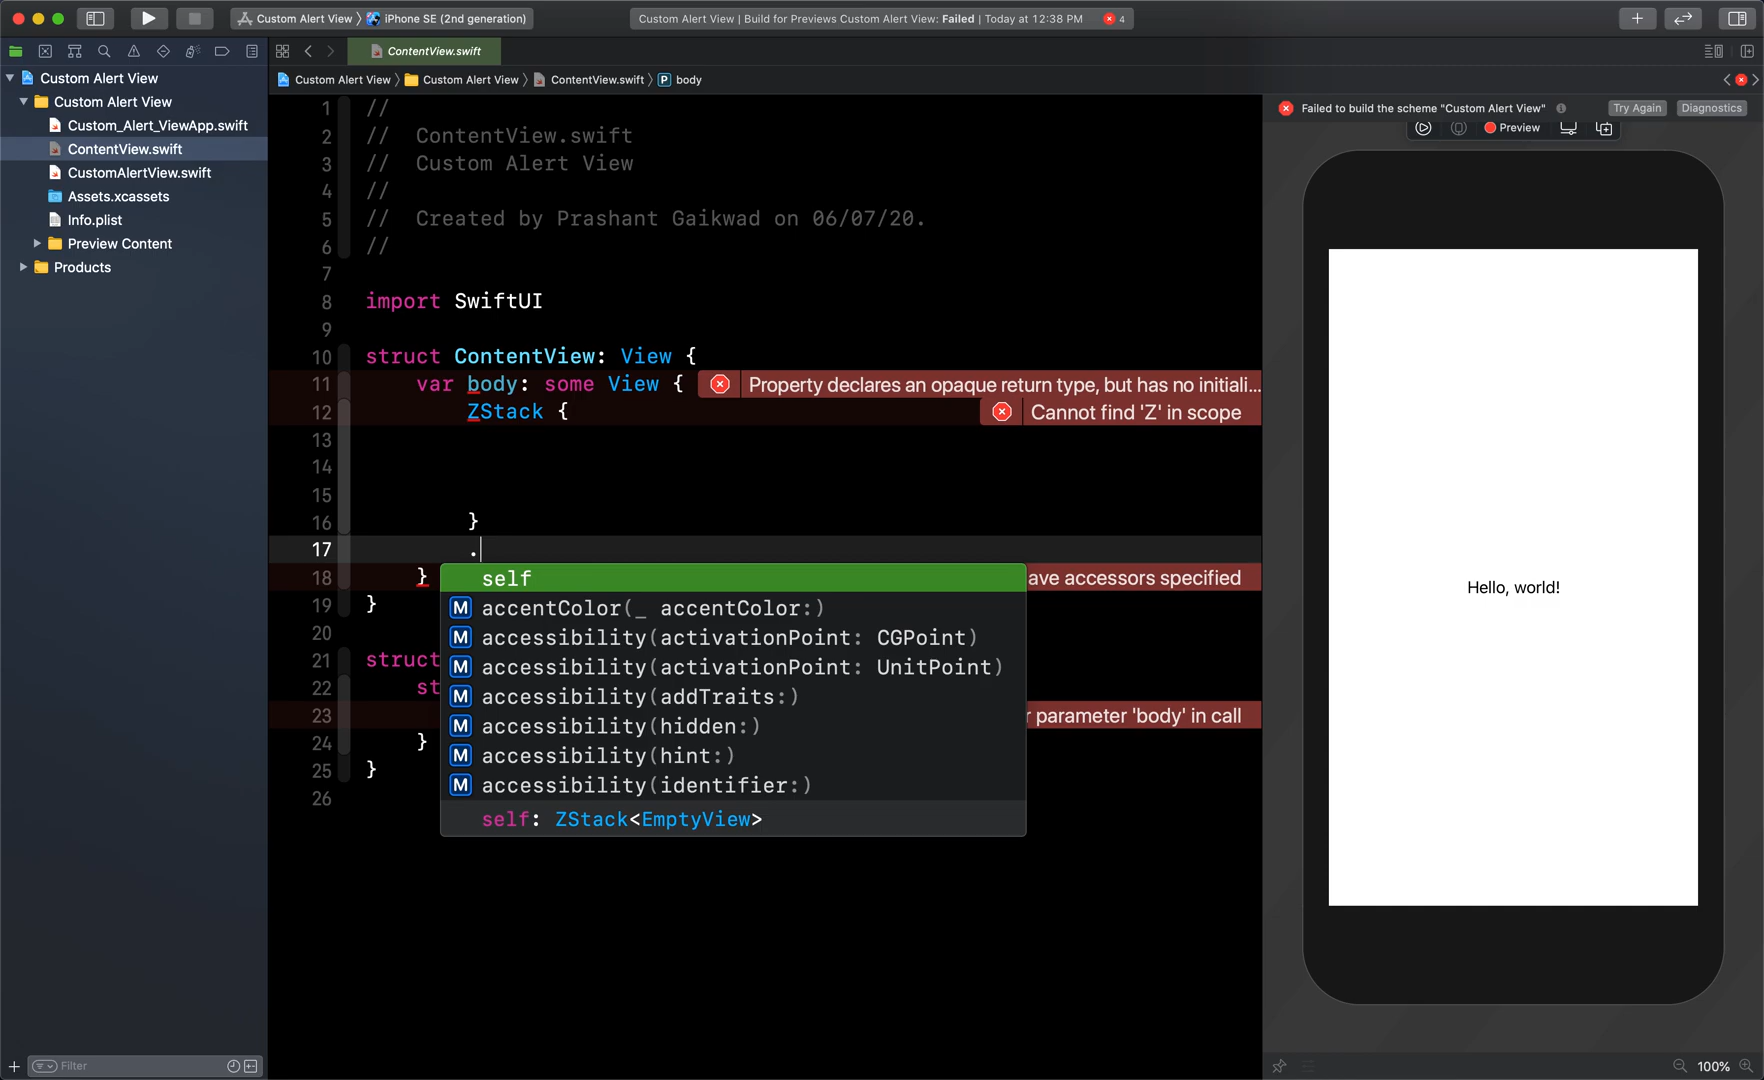 Custom Alert View 〉 iPhone SE (2nd generation)
Custom Alert View | Build for Previews Custom Alert View: Failed | Today at 12:38 PM
4
ContentView.swift
Custom Alert View 〉 Custom Alert View 〉 ContentView.swift 〉 P body
Custom Alert View
Custom Alert View
Custom_Alert_ViewApp.swift
ContentView.swift
CustomAlertView.swift
Assets.xcassets
Info.plist
Preview Content
Products
Filter
1 //
2 // ContentView.swift
3 // Custom Alert View
4 //
5 // Created by Prashant Gaikwad on 06/07/20.
6 //
7
8 import SwiftUI
9
10 struct ContentView: View {
11 var body: some View { Property declares an opaque return type, but has no initiali...
12 ZStack { Cannot find 'Z' in scope
13
14
15
16 }
17 .
18 } ave accessors specified
19 }
20
21 struct
22 st
23 r parameter 'body' in call
24 }
25 }
26
self
M accentColor(_ accentColor:)
M accessibility(activationPoint: CGPoint)
M accessibility(activationPoint: UnitPoint)
M accessibility(addTraits:)
M accessibility(hidden:)
M accessibility(hint:)
M accessibility(identifier:)
self: ZStack<EmptyView>
Failed to build the scheme "Custom Alert View"
Try Again
Diagnostics
Preview
Hello, world!
100%